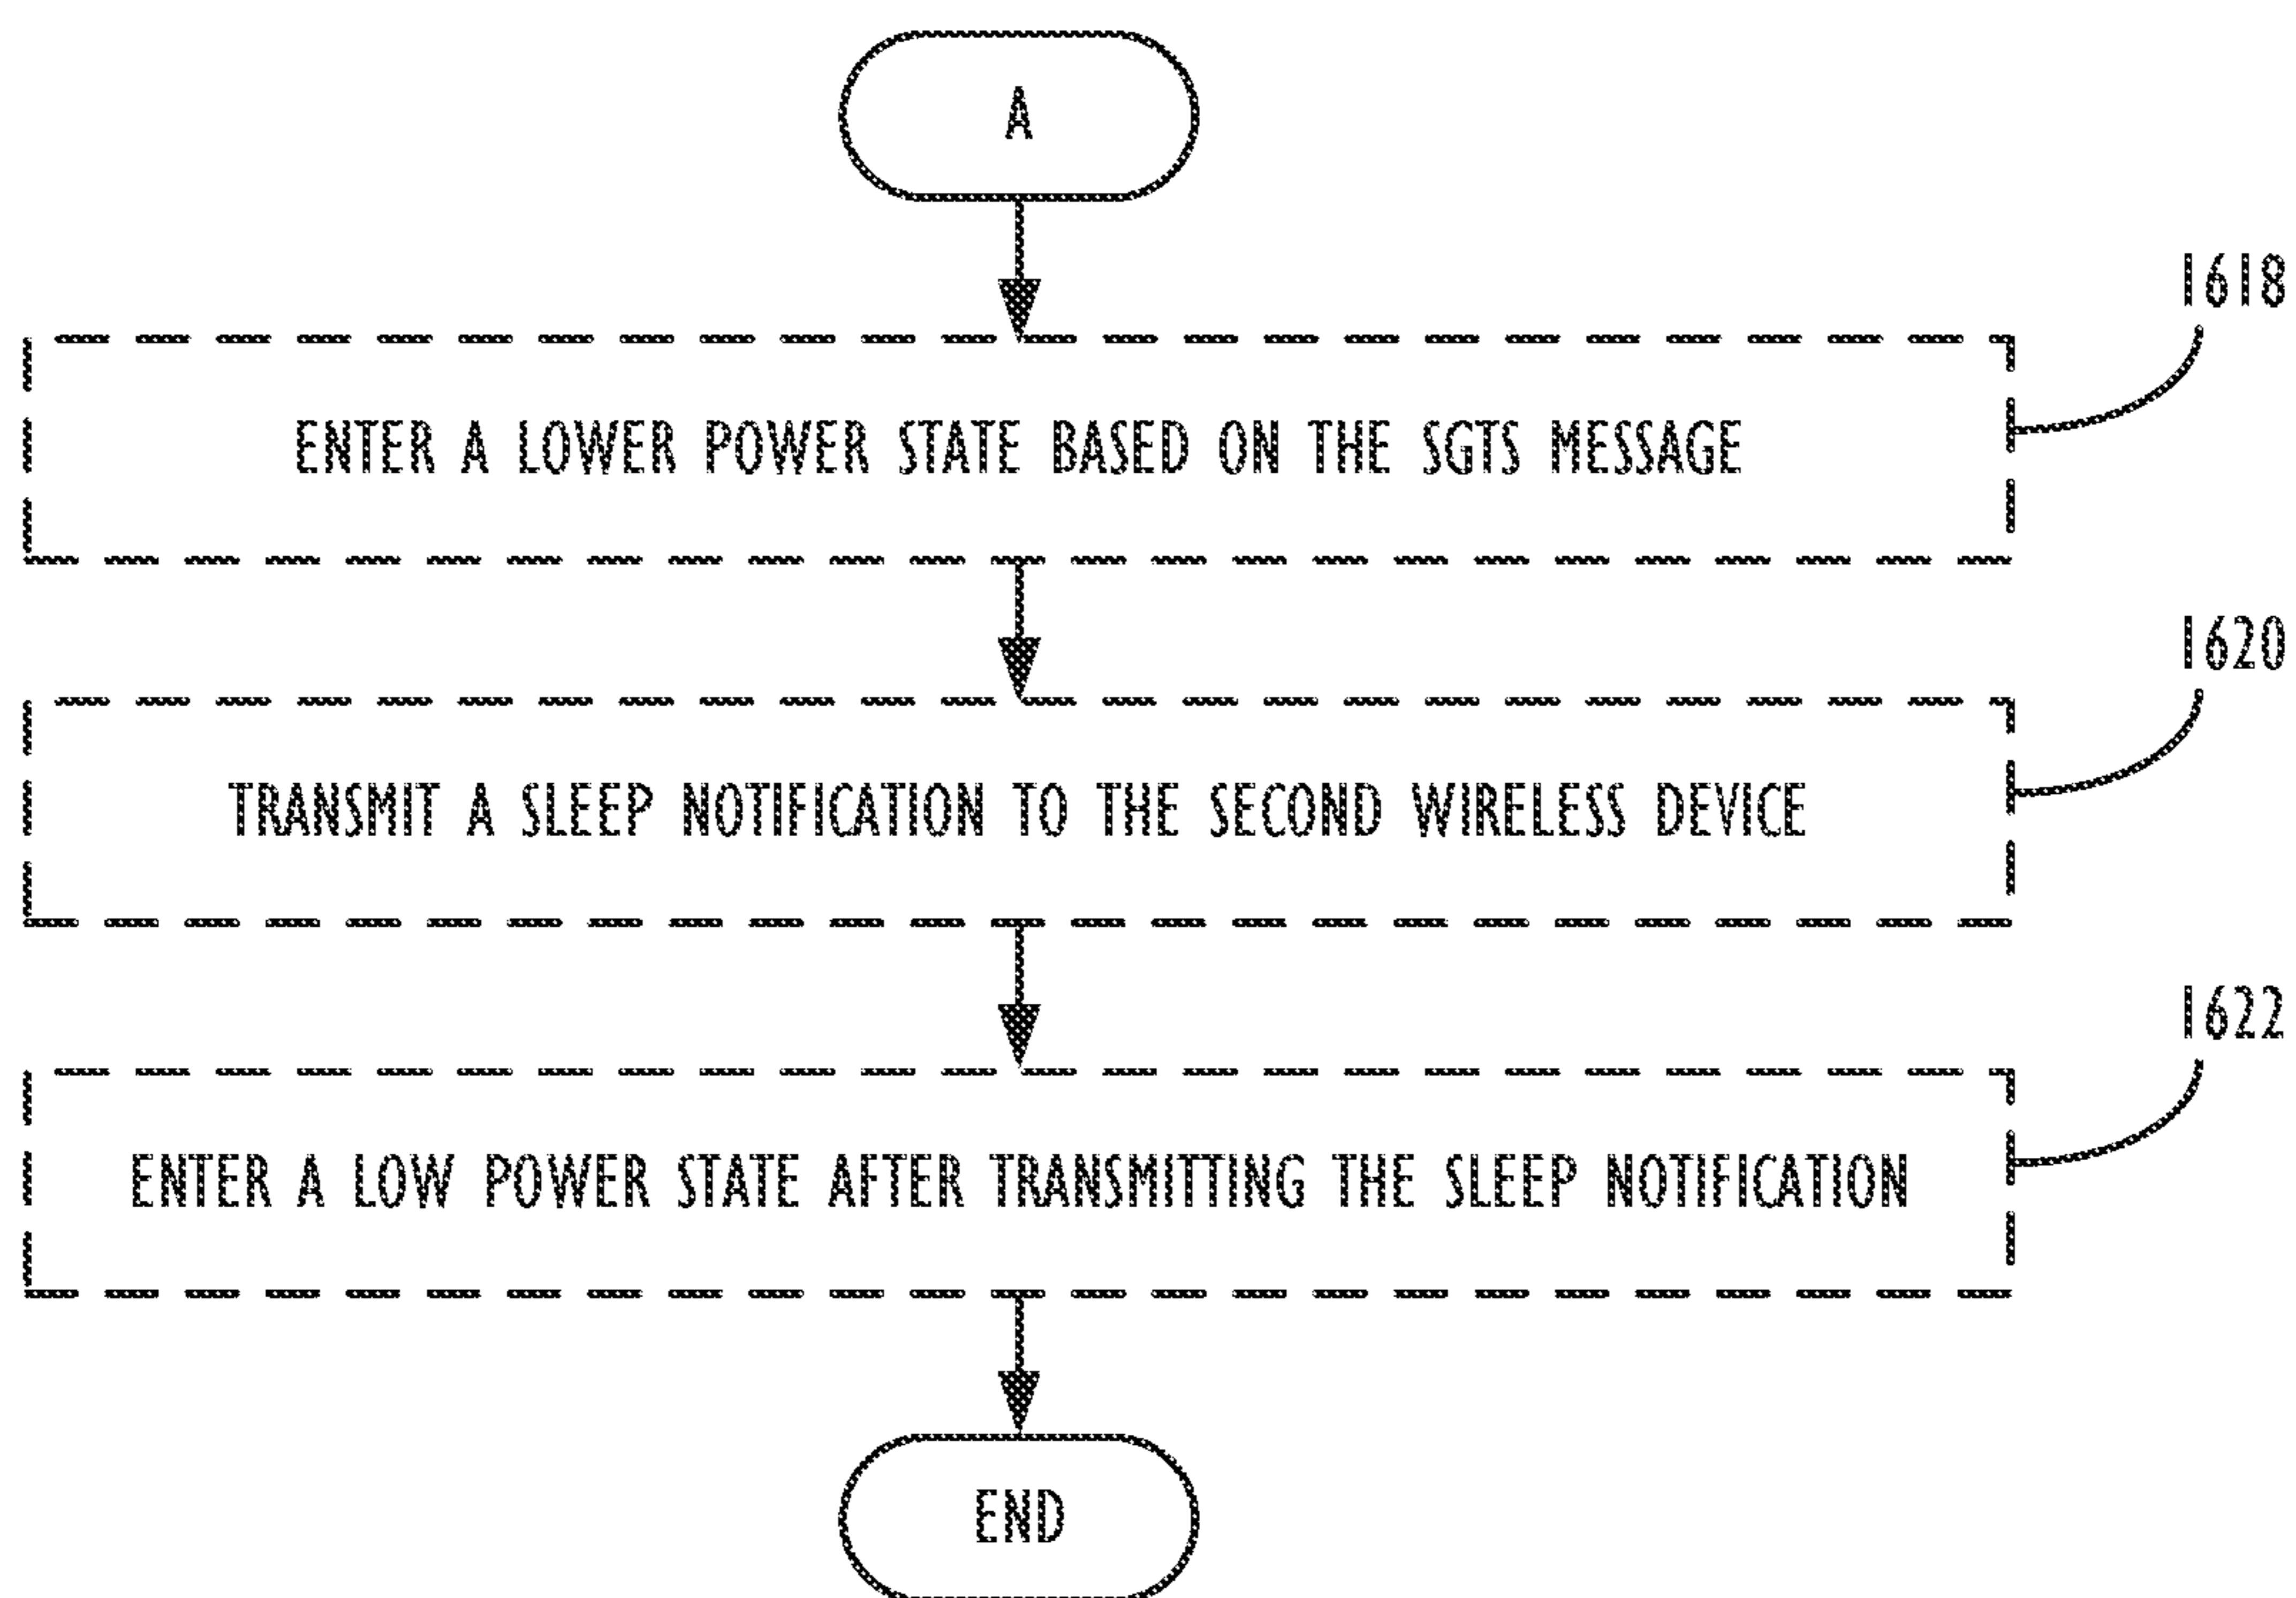 A
1618
ENTER A LOWER POWER STATE BASED ON THE SGTS MESSAGE
1620
TRANSMIT A SLEEP NOTIFICATION TO THE SECOND WIRELESS DEVICE
1622
ENTER A LOW POWER STATE AFTER TRANSMITTING THE SLEEP NOTIFICATION
END